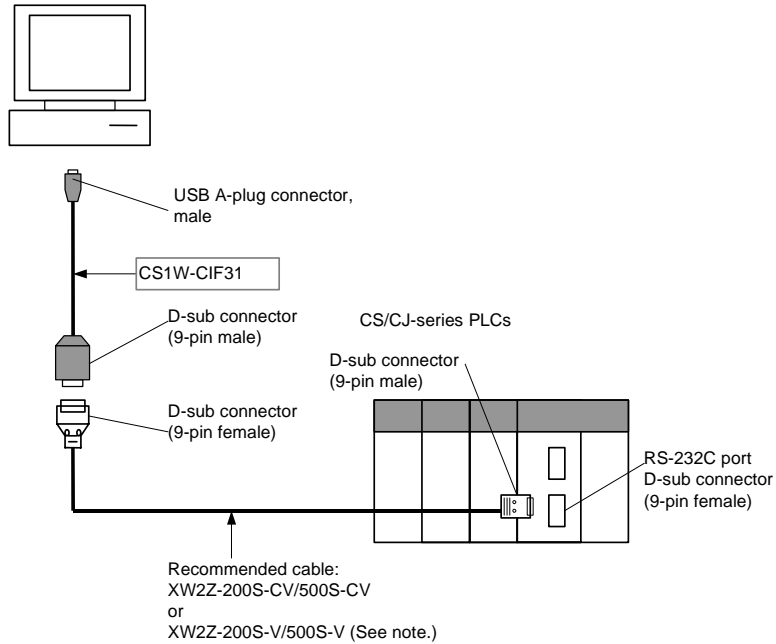 USB A-plug connector,
male
CS1W-CIF31
D-sub connector
(9-pin male)
CS/CJ-series PLCs
D-sub connector
(9-pin male)
D-sub connector
(9-pin female)
RS-232C port
D-sub connector
(9-pin female)
Recommended cable:
XW2Z-200S-CV/500S-CV
or
XW2Z-200S-V/500S-V (See note.)